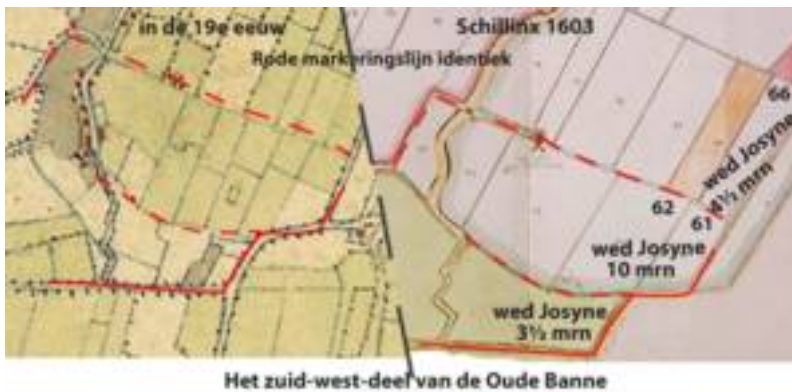 in de 19e eeuw
Schillinx 1603
Rode markeringslijn identiek
66
wed Josyne
4½ mrn
62
61
wed Josyne
10 mrn
wed Josyne
3½ mrn
Het zuid-west-deel van de Oude Banne